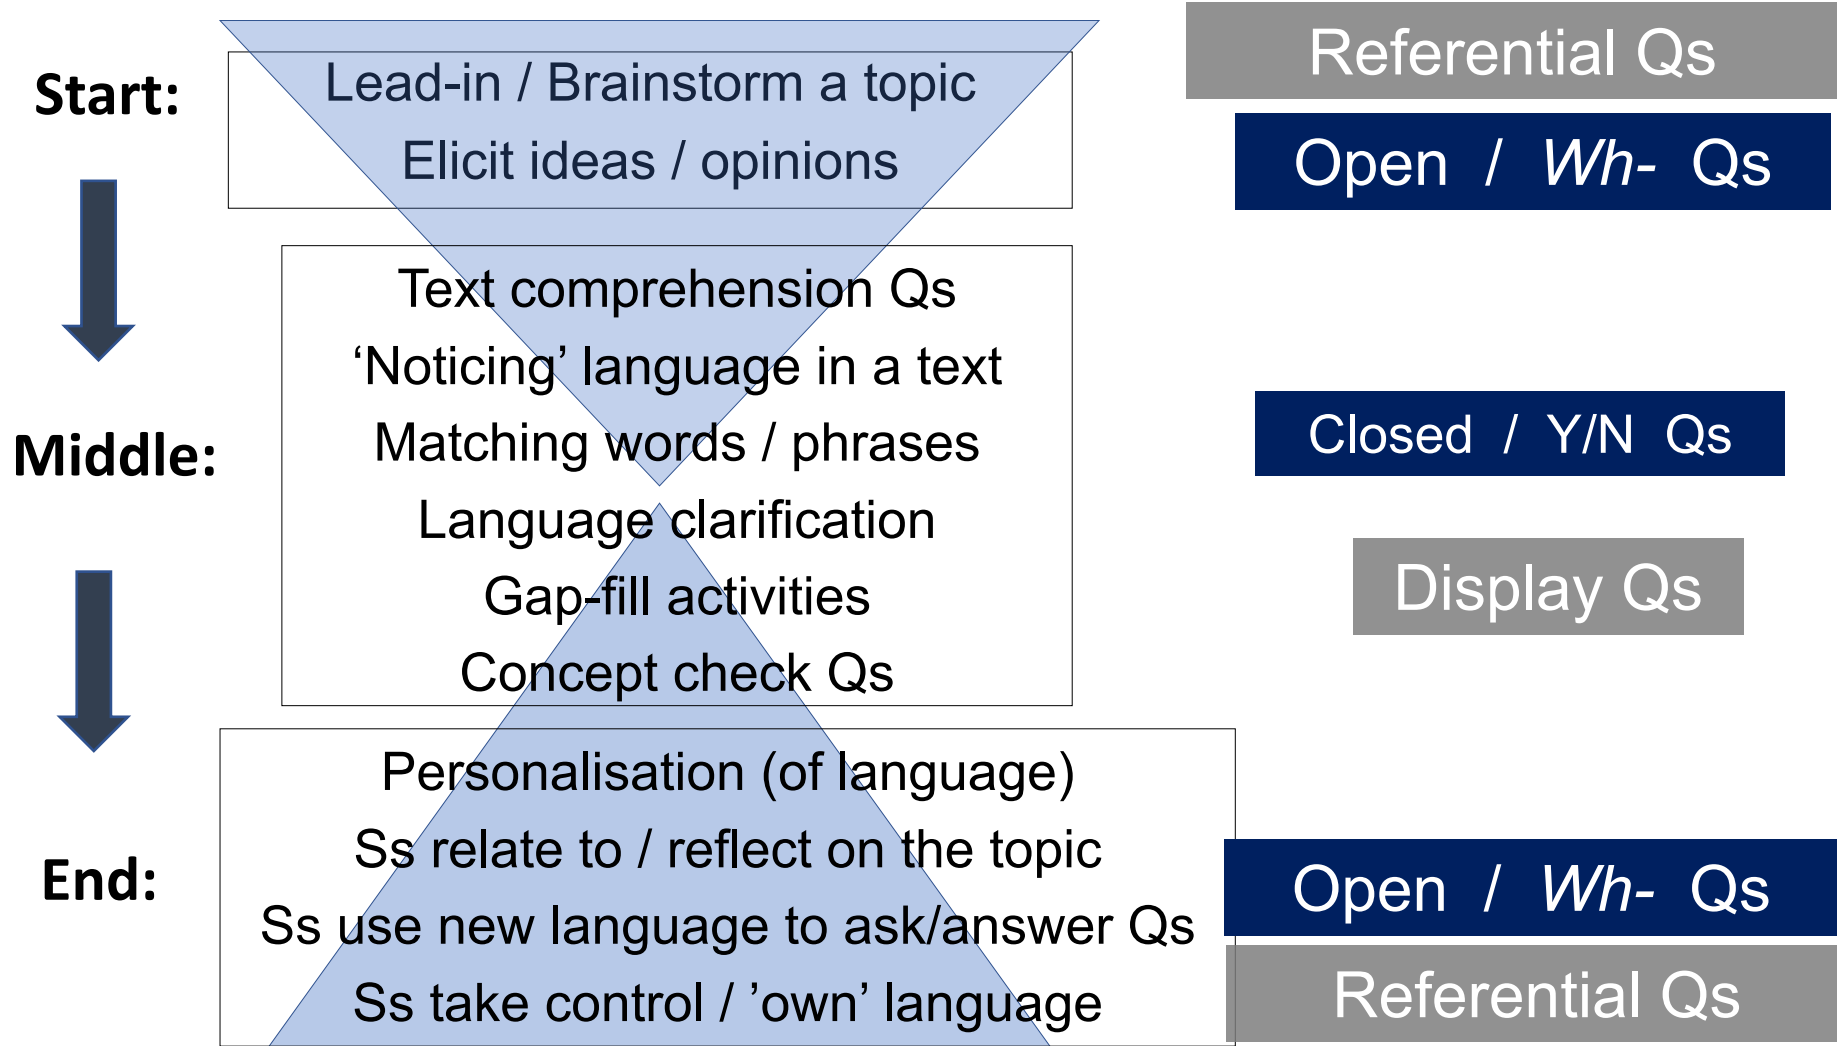 Referential Qs
Start:
Lead-in / Brainstorm a topic
Elicit ideas / opinions
Open / Wh- Qs
Text comprehension Qs
‘Noticing’ language in a text
Middle:
Matching words / phrases
Closed / Y/N Qs
Language clarification
Gap-fill activities
Display Qs
Concept check Qs
Personalisation (of language)
Ss relate to / reflect on the topic
End:
Ss use new language to ask/answer Qs
Open / Wh- Qs
Ss take control / ’own’ language
Referential Qs